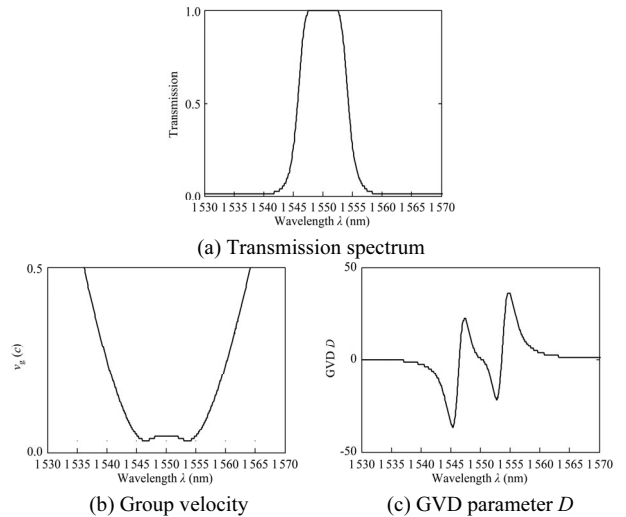 1.0
Transmission
0.5
0.0
1 530 1 535 1 540 1 545 1 550 1 555 1 560 1 565 1 570
Wavelength λ (nm)
(a) Transmission spectrum
0.5
v_g (c)
0.0
1 530 1 535 1 540 1 545 1 550 1 555 1 560 1 565 1 570
Wavelength λ (nm)
(b) Group velocity
50
GVD D
0
-50
1 530 1 535 1 540 1 545 1 550 1 555 1 560 1 565 1 570
Wavelength λ (nm)
(c) GVD parameter D